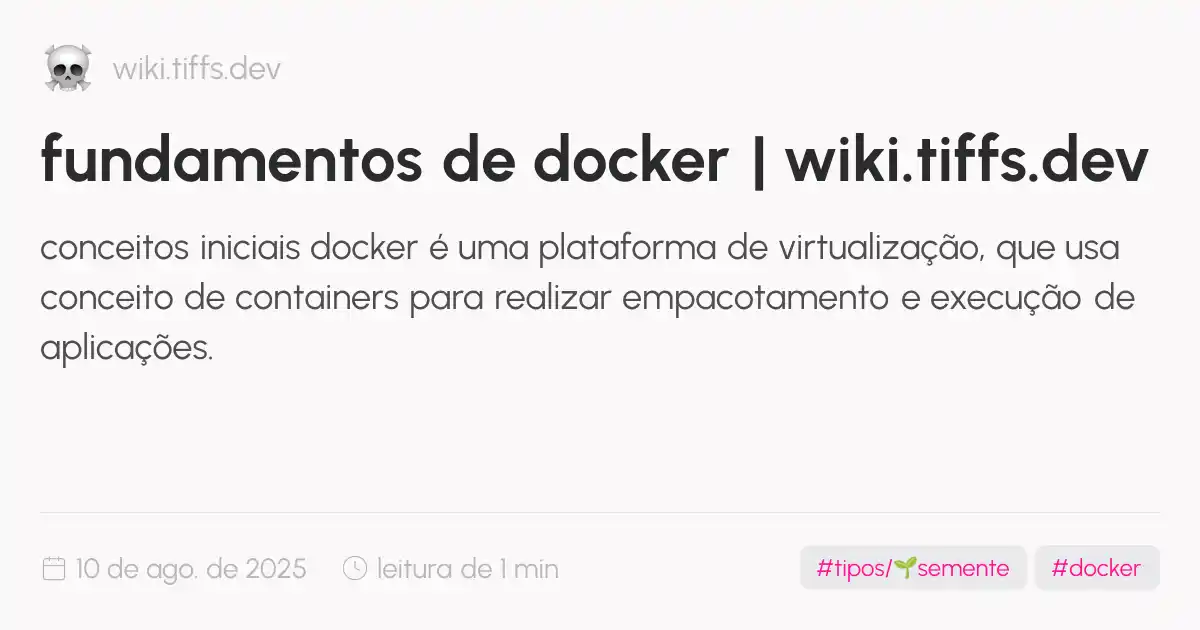 wiki.tiffs.dev
fundamentos de docker | wiki.tiffs.dev
conceitos iniciais docker é uma plataforma de virtualização, que usa
conceito de containers para realizar empacotamento e execução de
aplicações.
10 de ago. de 2025 leitura de 1 min #tipos/🌱semente #docker